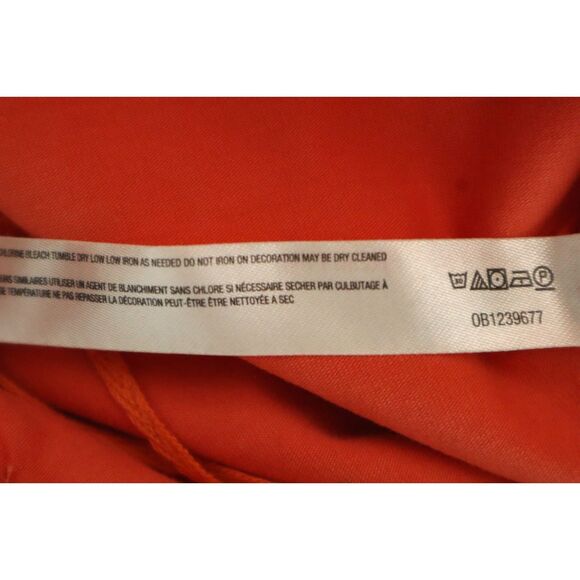 CHLORINE BLEACH TUMBLE DRY LOW LOW IRON AS NEEDED DO NOT IRON ON DECORATION MAY BE DRY CLEANED
SIMILAIRES UTILISER UN AGENT DE BLANCHIMENT SANS CHLORE SI NÉCESSAIRE SECHER PAR CULBUTAGE À
SE TEMPÉRATURE NE PAS REPASSER LA DÉCORATION PEUT-ÊTRE ÊTRE NETTOYÉE A SEC
30
P
OB1239677